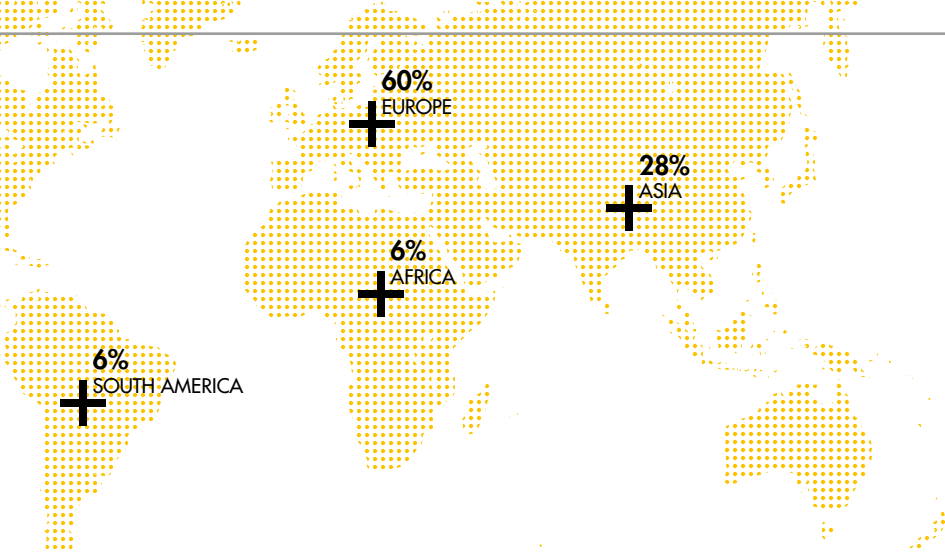 60%
EUROPE
28%
ASIA
6%
AFRICA
6%
SOUTH AMERICA